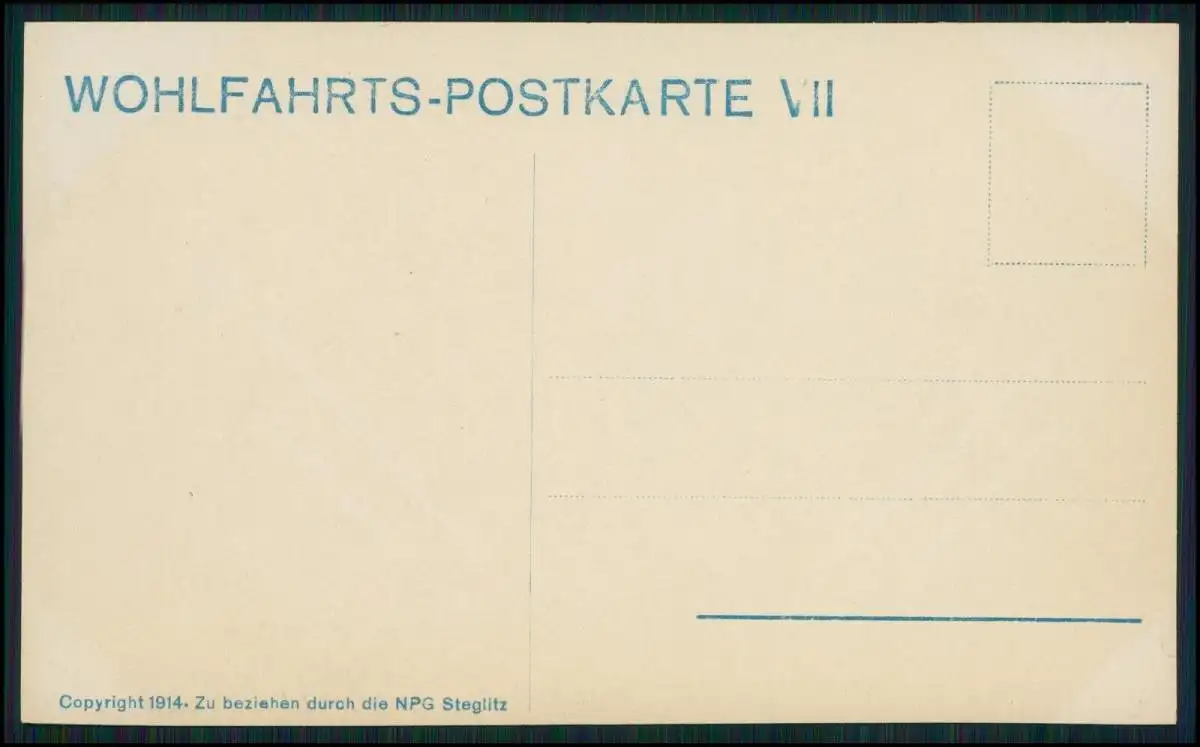 WOHLFAHRTS-POSTKARTE VII
Copyright 1914. Zu beziehen durch die NPG Steglitz